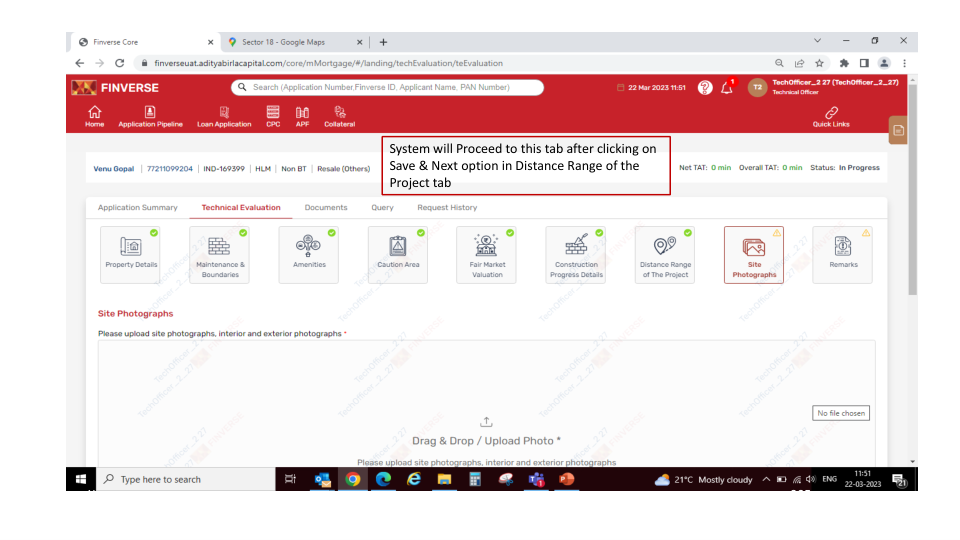 Finverse Core
Sector 18 - Google Maps
finverseuat.adityabirlacapital.com/core/mMortgage/#/landing/techEvaluation/teEvaluation
FINVERSE
Search (Application Number,Finverse ID, Applicant Name, PAN Number)
22 Mar 2023 11:51
1
T2
TechOfficer__2 27 (TechOfficer_2_27)
Technical Officer
Home
Application Pipeline
Loan Application
CPC
APF
Collateral
Quick Links
System will Proceed to this tab after clicking on
Save & Next option in Distance Range of the
Project tab
Venu Gopal | 77211099204 | IND-169399 | HLM | Non BT | Resale (Others)
Net TAT: 0 min Overall TAT: 0 min Status: In Progress
Application Summary
Technical Evaluation
Documents
Query
Request History
Property Details
Maintenance &
Boundaries
Amenities
Caution Area
Fair Market
Valuation
Construction
Progress Details
Distance Range
of The Project
Site
Photographs
Remarks
Site Photographs
Please upload site photographs, interior and exterior photographs *
No file chosen
Drag & Drop / Upload Photo *
Please upload site photographs, interior and exterior photographs
Type here to search
21°C Mostly cloudy
ENG
11:51
22-03-2023
21